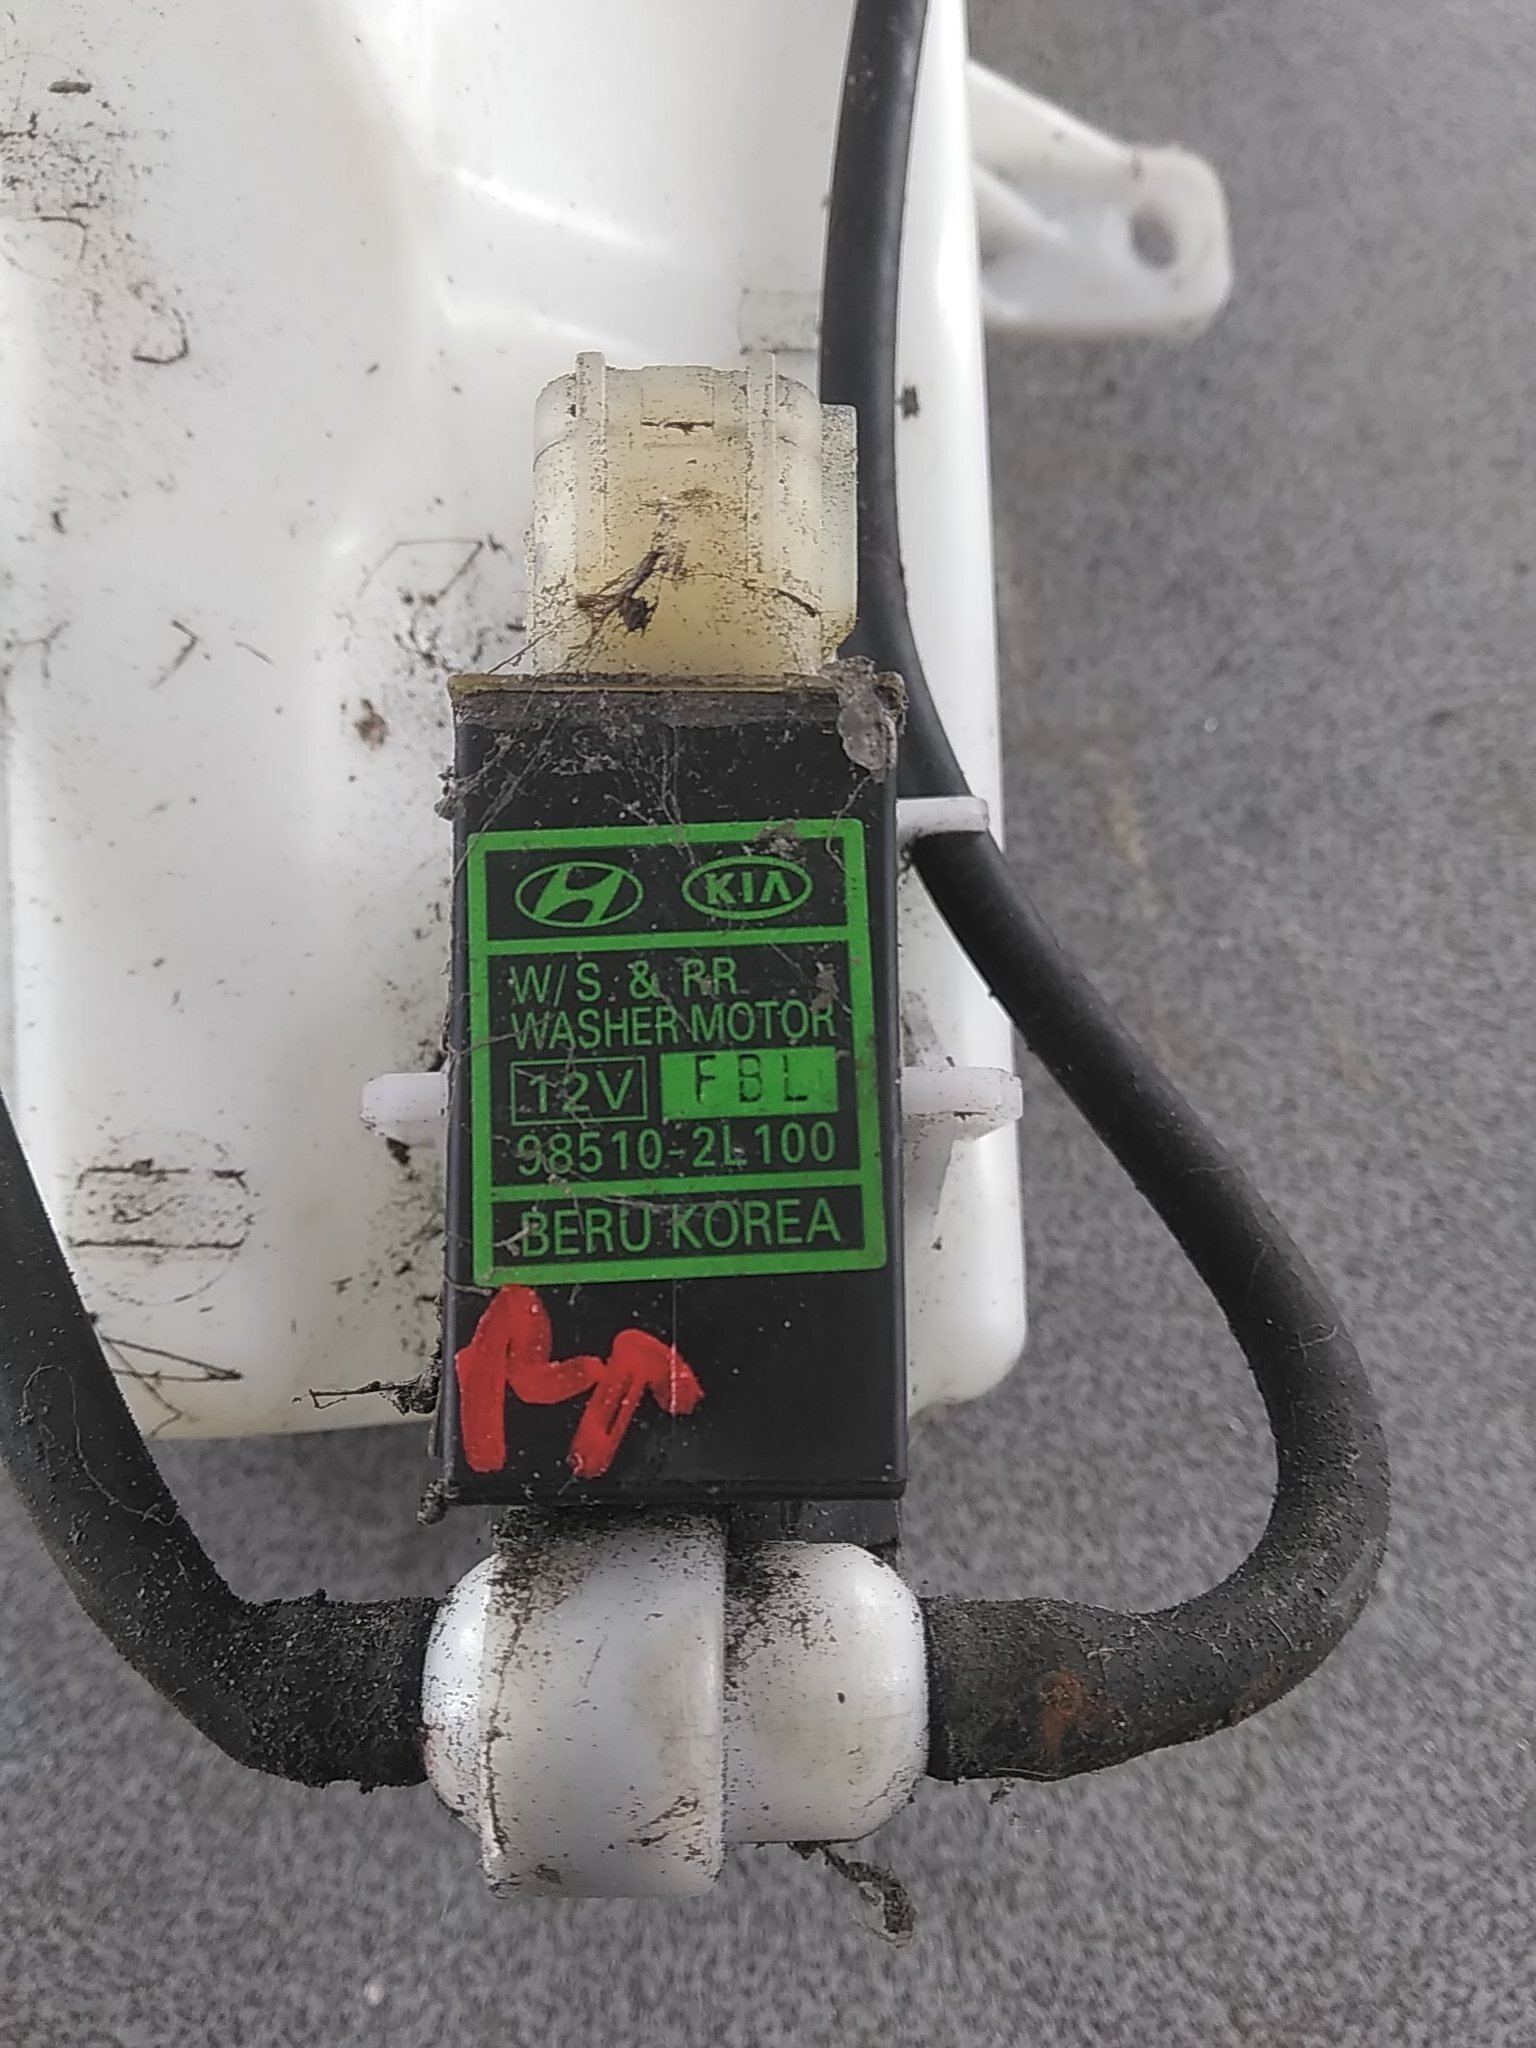 KIA
W/S & RR
WASHER MOTOR
12V FBL
98510-2L100
BERU KOREA